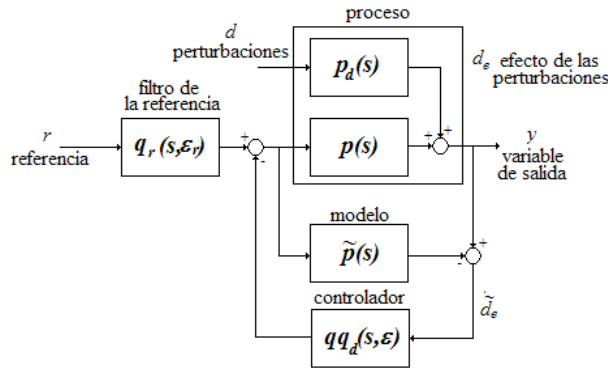 proceso
d
perturbaciones
p_d(s)
d_e efecto de las
perturbaciones
filtro de
la referencia
r
referencia
q_r(s,ε_r)
+
-
p(s)
+
+
y
variable
de salida
modelo
p̃(s)
+
-
controlador
qq_d(s,ε)
d̃_e